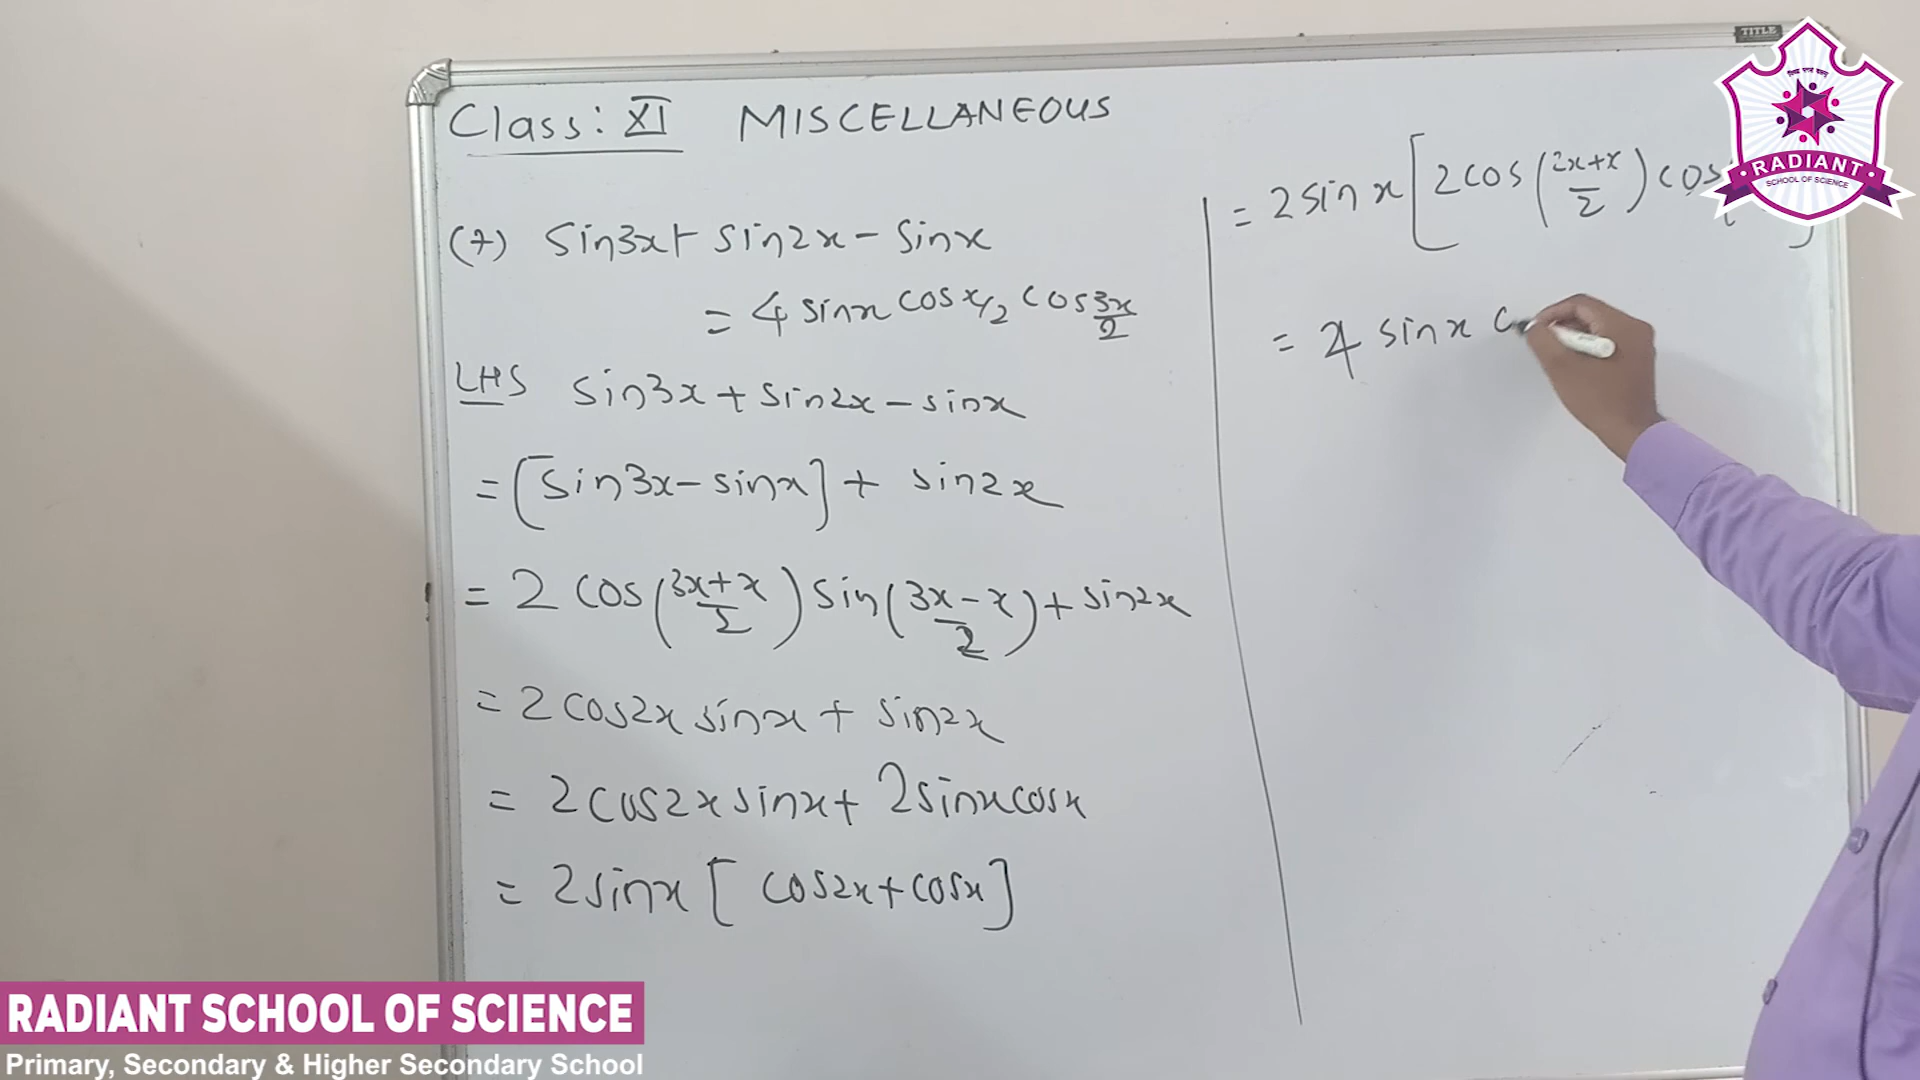 Class: XI MISCELLANEOUS
(7) sin3x + sin2x - sinx
= 4 sinx cos x/2 cos 3x/2
LHS sin3x + sin2x - sinx
= [sin3x - sinx] + sin2x
= 2 cos (3x+x/2) sin (3x-x/2) + sin2x
= 2 cos2x sinx + sin2x
= 2 cos2x sinx + 2 sinx cosx
= 2 sinx [cos2x + cosx]
= 2 sin x [2 cos (2x+x/2) cos
= 4 sinx
TITLE
RADIANT
SCHOOL OF SCIENCE
RADIANT SCHOOL OF SCIENCE
Primary, Secondary & Higher Secondary School